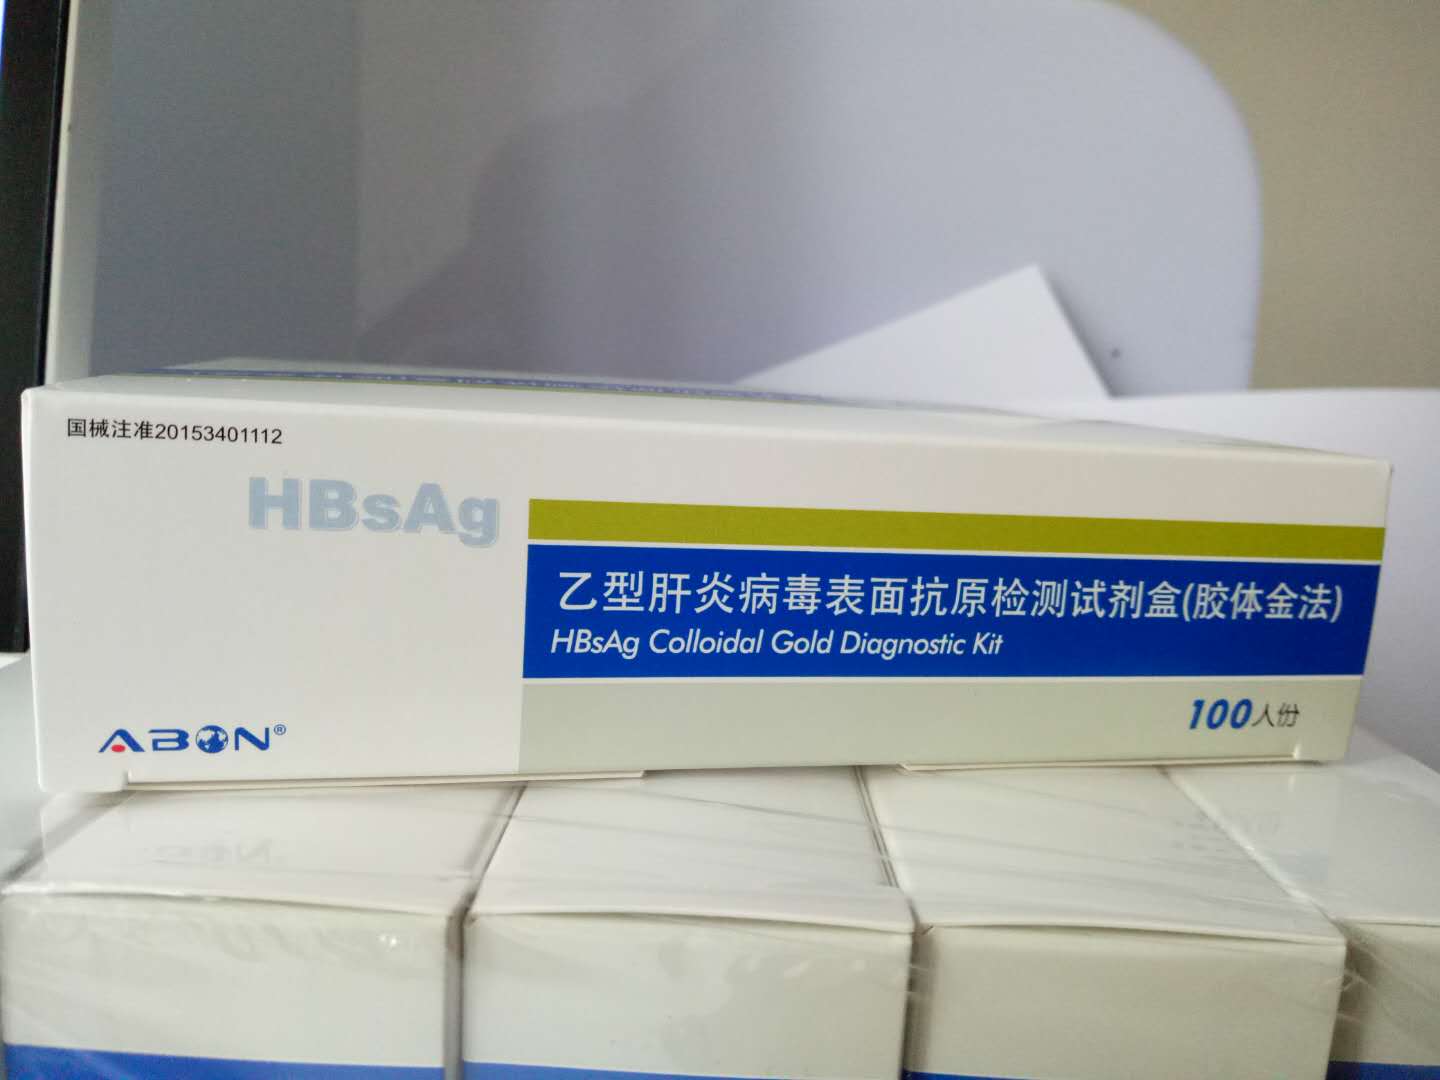 国械注准20153401112
HBsAg
乙型肝炎病毒表面抗原检测试剂盒(胶体金法)
HBsAg Colloidal Gold Diagnostic Kit
100人份
ABON®